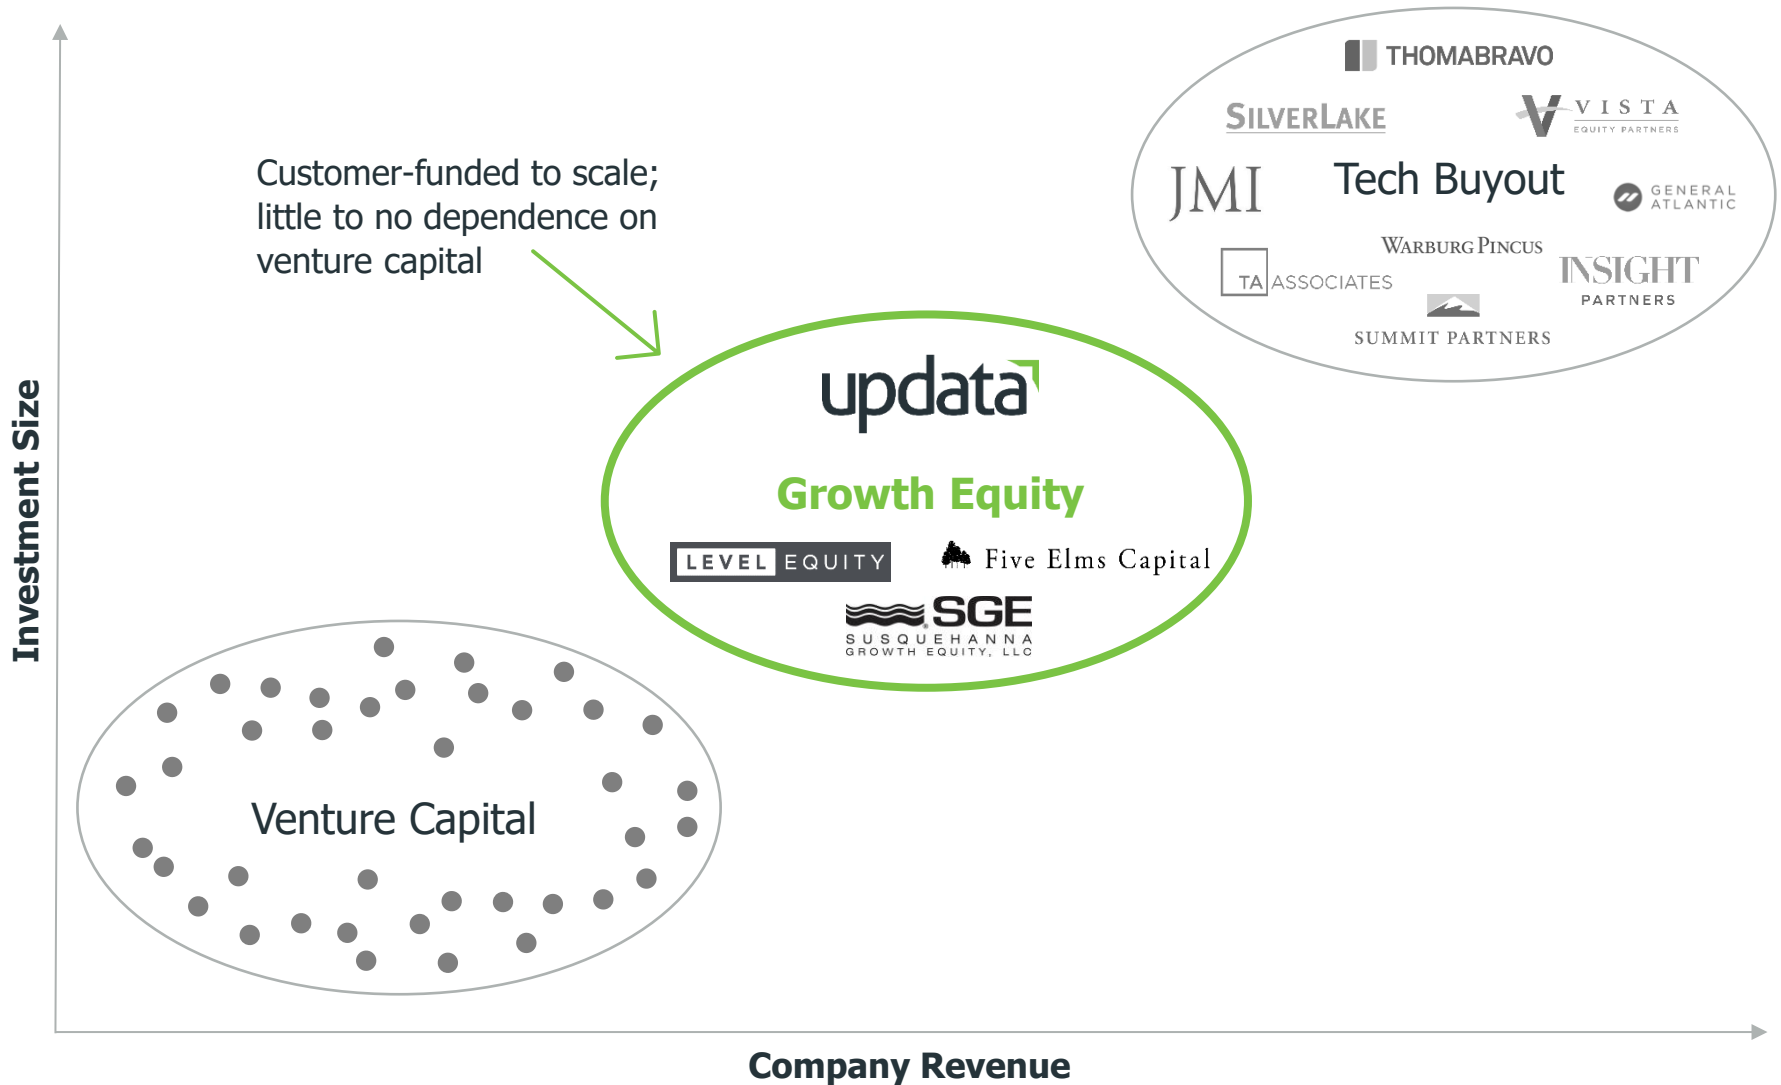 THOMABRAVO
SILVERLAKE
VISTA
EQUITY PARTNERS
Customer-funded to scale;
little to no dependence on
venture capital
JMI
Tech Buyout
GENERAL
ATLANTIC
WARBURG PINCUS
TA ASSOCIATES
INSIGHT
PARTNERS
SUMMIT PARTNERS
updata
Growth Equity
LEVEL EQUITY
Five Elms Capital
SGE
SUSQUEHANNA
GROWTH EQUITY, LLC
Investment Size
Venture Capital
Company Revenue